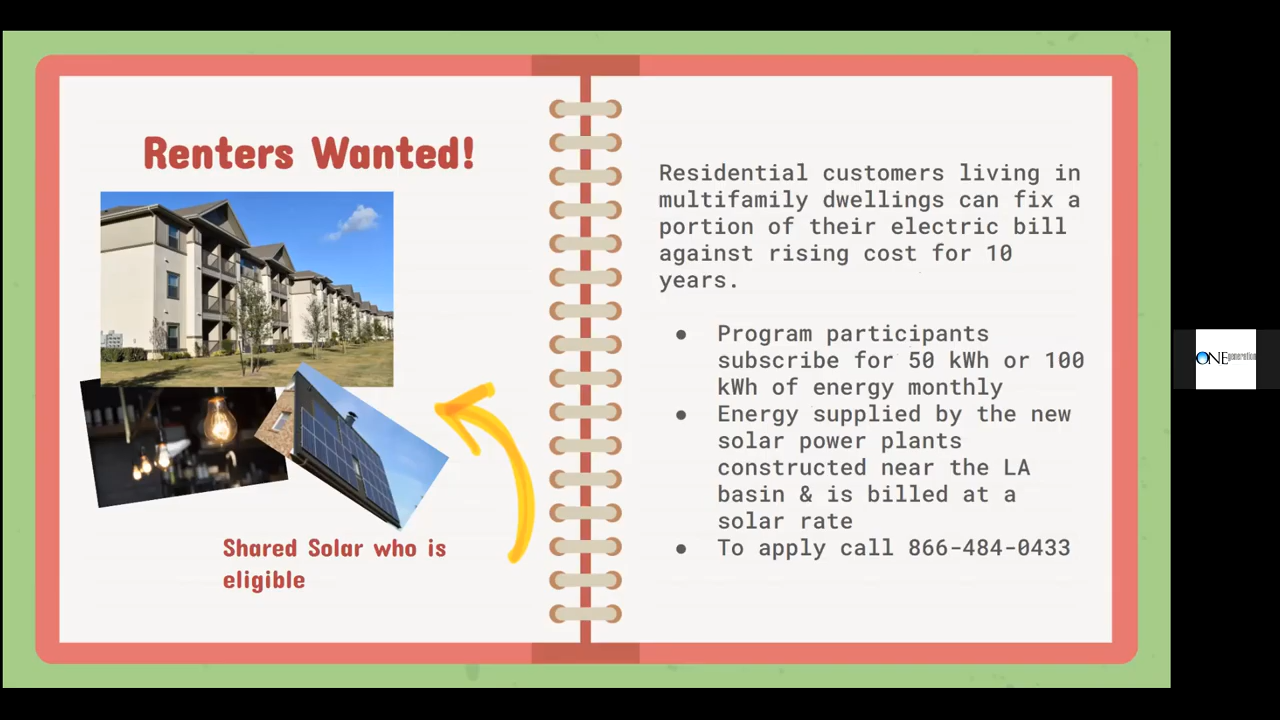 Renters Wanted!
Shared Solar who is
eligible
Residential customers living in
multifamily dwellings can fix a
portion of their electric bill
against rising cost for 10
years.
● Program participants
subscribe for 50 kWh or 100
kWh of energy monthly
● Energy supplied by the new
solar power plants
constructed near the LA
basin & is billed at a
solar rate
● To apply call 866-484-0433
ONEgeneration